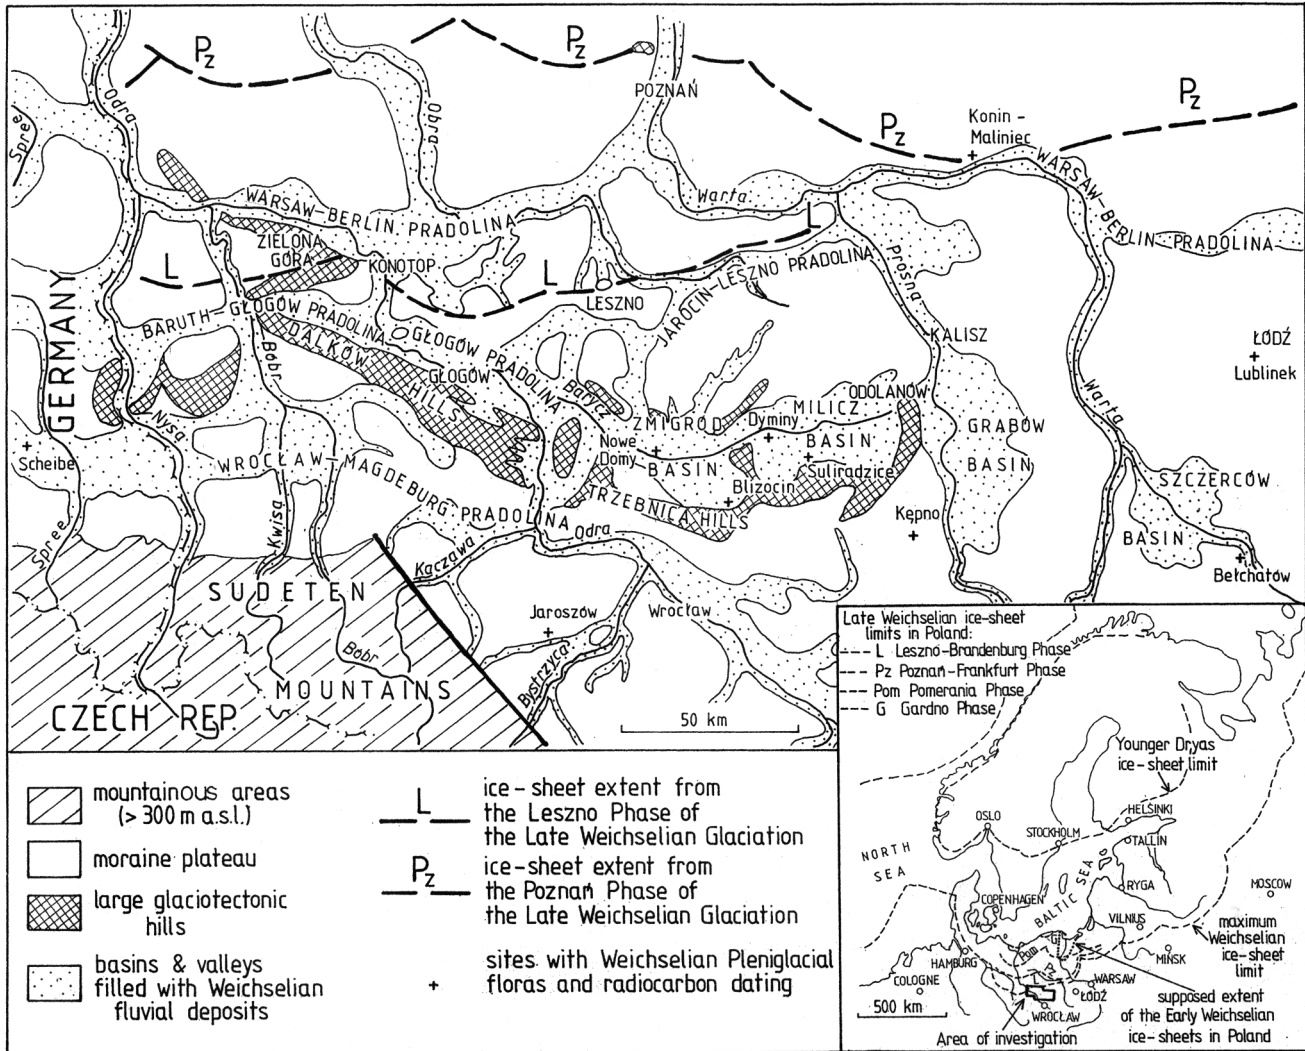 Pz
Pz
Pz
Pz
Odra
Obra
Spree
POZNAŃ
Konin -
Maliniec
WARSAW-BERLIN PRADOLINA
WARSAW-BERLIN PRADOLINA
Warta
L
ZIELONA
GÓRA
KONOTOP
L
L
LESZNO
JAROCIN-LESZNO PRADOLINA
Prosna
GERMANY
BARUTH-GŁOGÓW PRADOLINA
GŁOGÓW PRADOLINA
DALKÓW
HILLS
GŁOGÓW
Bóbr
Barycz
KALISZ
ŁÓDŹ
Lublinek
ODOLANÓW
Warta
Nysa
ŻMIGRÓD
BASIN
Dyminy
MILICZ
BASIN
GRABÓW
BASIN
Nowe
Domy
Scheibe
WROCŁAW-MAGDEBURG PRADOLINA
Suliradzice
Blizocin
TRZEBNICA HILLS
SZCZERCÓW
BASIN
Kępno
Kwisa
Spree
Odra
Kaczawa
Bełchatów
SUDETEN
MOUNTAINS
Jaroszów
Wrocław
Bóbr
Bystrzyca
CZECH REP.
50 km
mountainous areas
(> 300 m a.s.l.)
moraine plateau
large glaciotectonic
hills
basins & valleys
filled with Weichselian
fluvial deposits
L
ice-sheet extent from
the Leszno Phase of
the Late Weichselian Glaciation
Pz
ice-sheet extent from
the Poznań Phase of
the Late Weichselian Glaciation
sites with Weichselian Pleniglacial
floras and radiocarbon dating
Late Weichselian ice-sheet
limits in Poland:
L Leszno-Brandenburg Phase
Pz Poznań-Frankfurt Phase
Pom Pomerania Phase
G Gardno Phase
Younger Dryas
ice-sheet limit
HELSINKI
OSLO
STOCKHOLM
TALLIN
NORTH
SEA
BALTIC SEA
RYGA
MOSCOW
COPENHAGEN
VILNIUS
maximum
Weichselian
ice-sheet
limit
G
Pom
HAMBURG
MIŃSK
COLOGNE
WARSAW
ŁÓDŹ
500 km
WROCŁAW
supposed extent
of the Early Weichselian
ice-sheets in Poland
Area of investigation